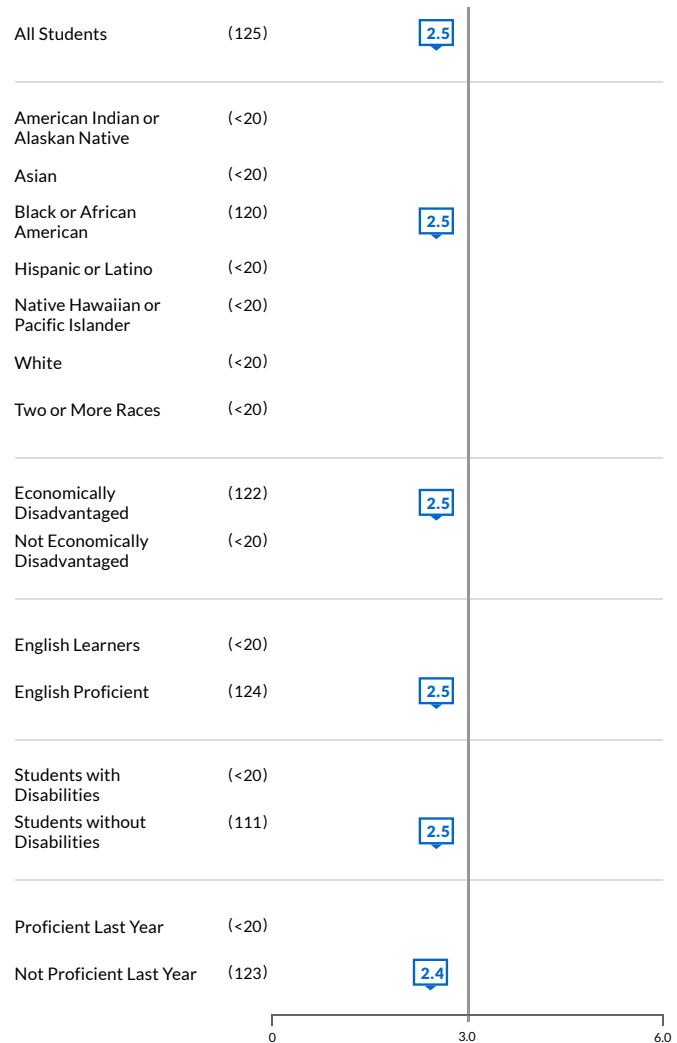 All Students (125) 2.5
American Indian or
Alaskan Native (<20)
Asian (<20)
Black or African
American (120) 2.5
Hispanic or Latino (<20)
Native Hawaiian or
Pacific Islander (<20)
White (<20)
Two or More Races (<20)
Economically
Disadvantaged (122) 2.5
Not Economically
Disadvantaged (<20)
English Learners (<20)
English Proficient (124) 2.5
Students with
Disabilities (<20)
Students without
Disabilities (111) 2.5
Proficient Last Year (<20)
Not Proficient Last Year (123) 2.4
0 3.0 6.0